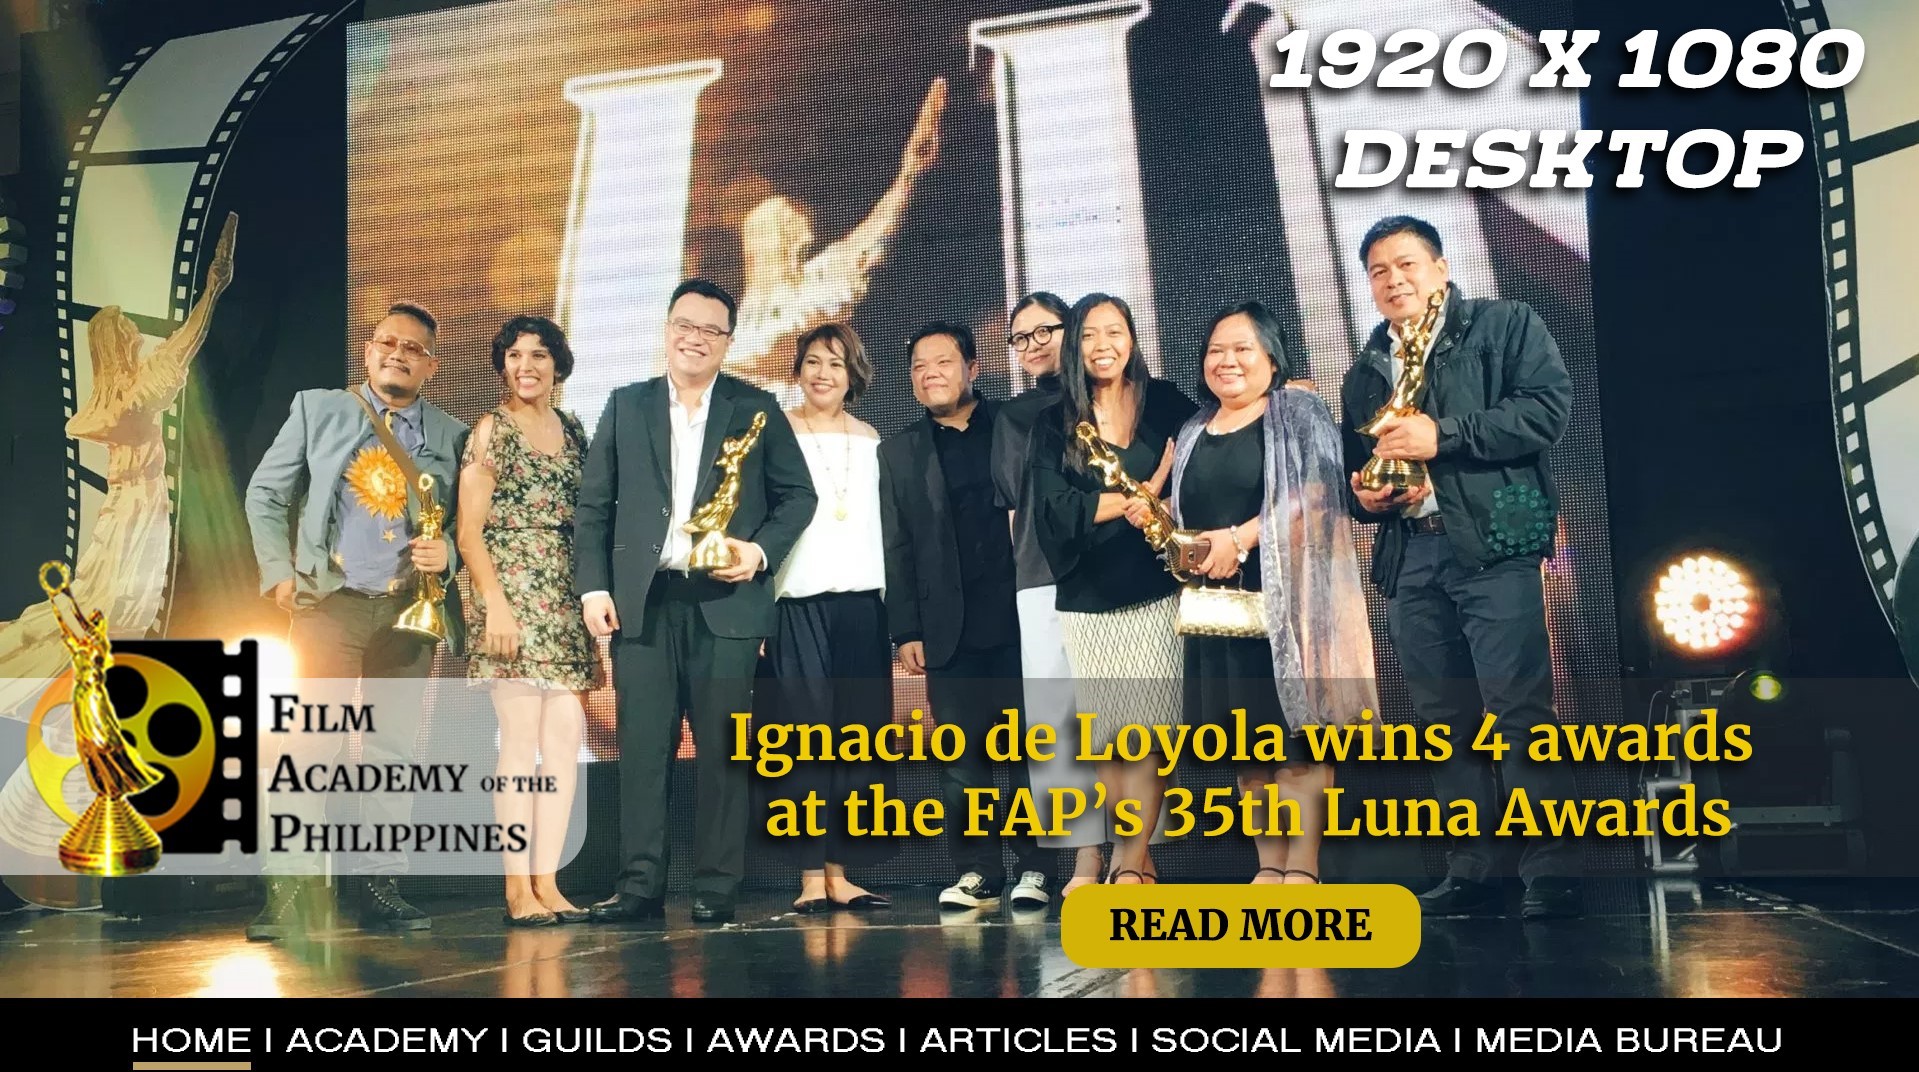 1920 X 1080
DESKTOP
FILM
ACADEMY OF THE
PHILIPPINES
Ignacio de Loyola wins 4 awards
at the FAP’s 35th Luna Awards
READ MORE
HOME | ACADEMY | GUILDS | AWARDS | ARTICLES | SOCIAL MEDIA | MEDIA BUREAU